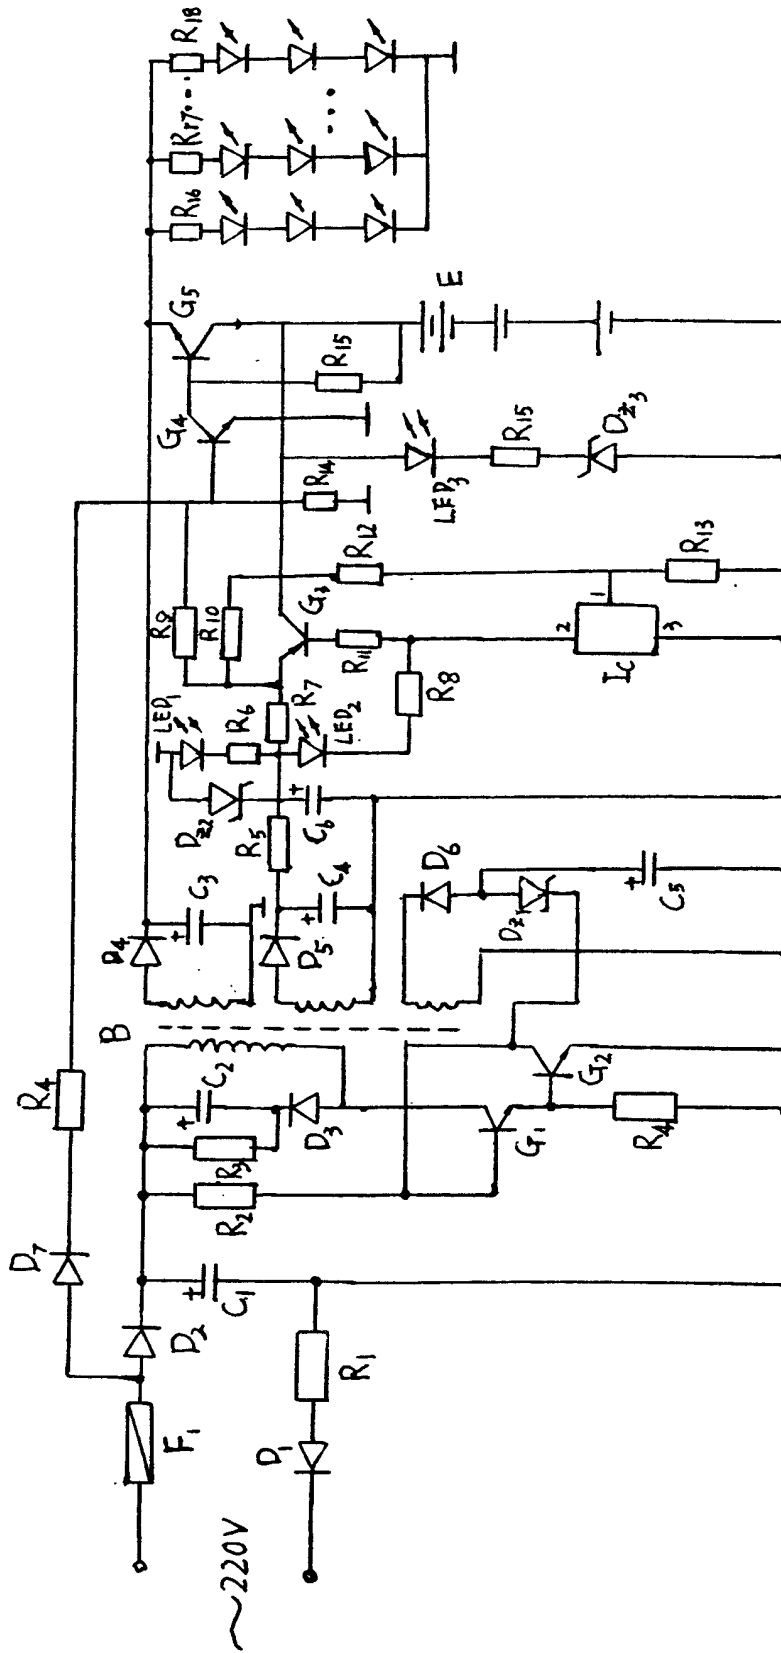 ~220V
F1
D7
D2
D1
R1
R4
C1
+
R2
R3
C2
+
D3
G1
G2
R4
B
D4
C3
+
D5
C4
+
D6
DZ1
C5
+
R5
DZ2
C6
+
LED1
R6
LED2
R7
R8
R9
R10
R11
G3
R12
Ic
1
2
3
R13
R14
G4
G5
R15
LED3
R15
DZ3
E
R16
R17...
R18
...